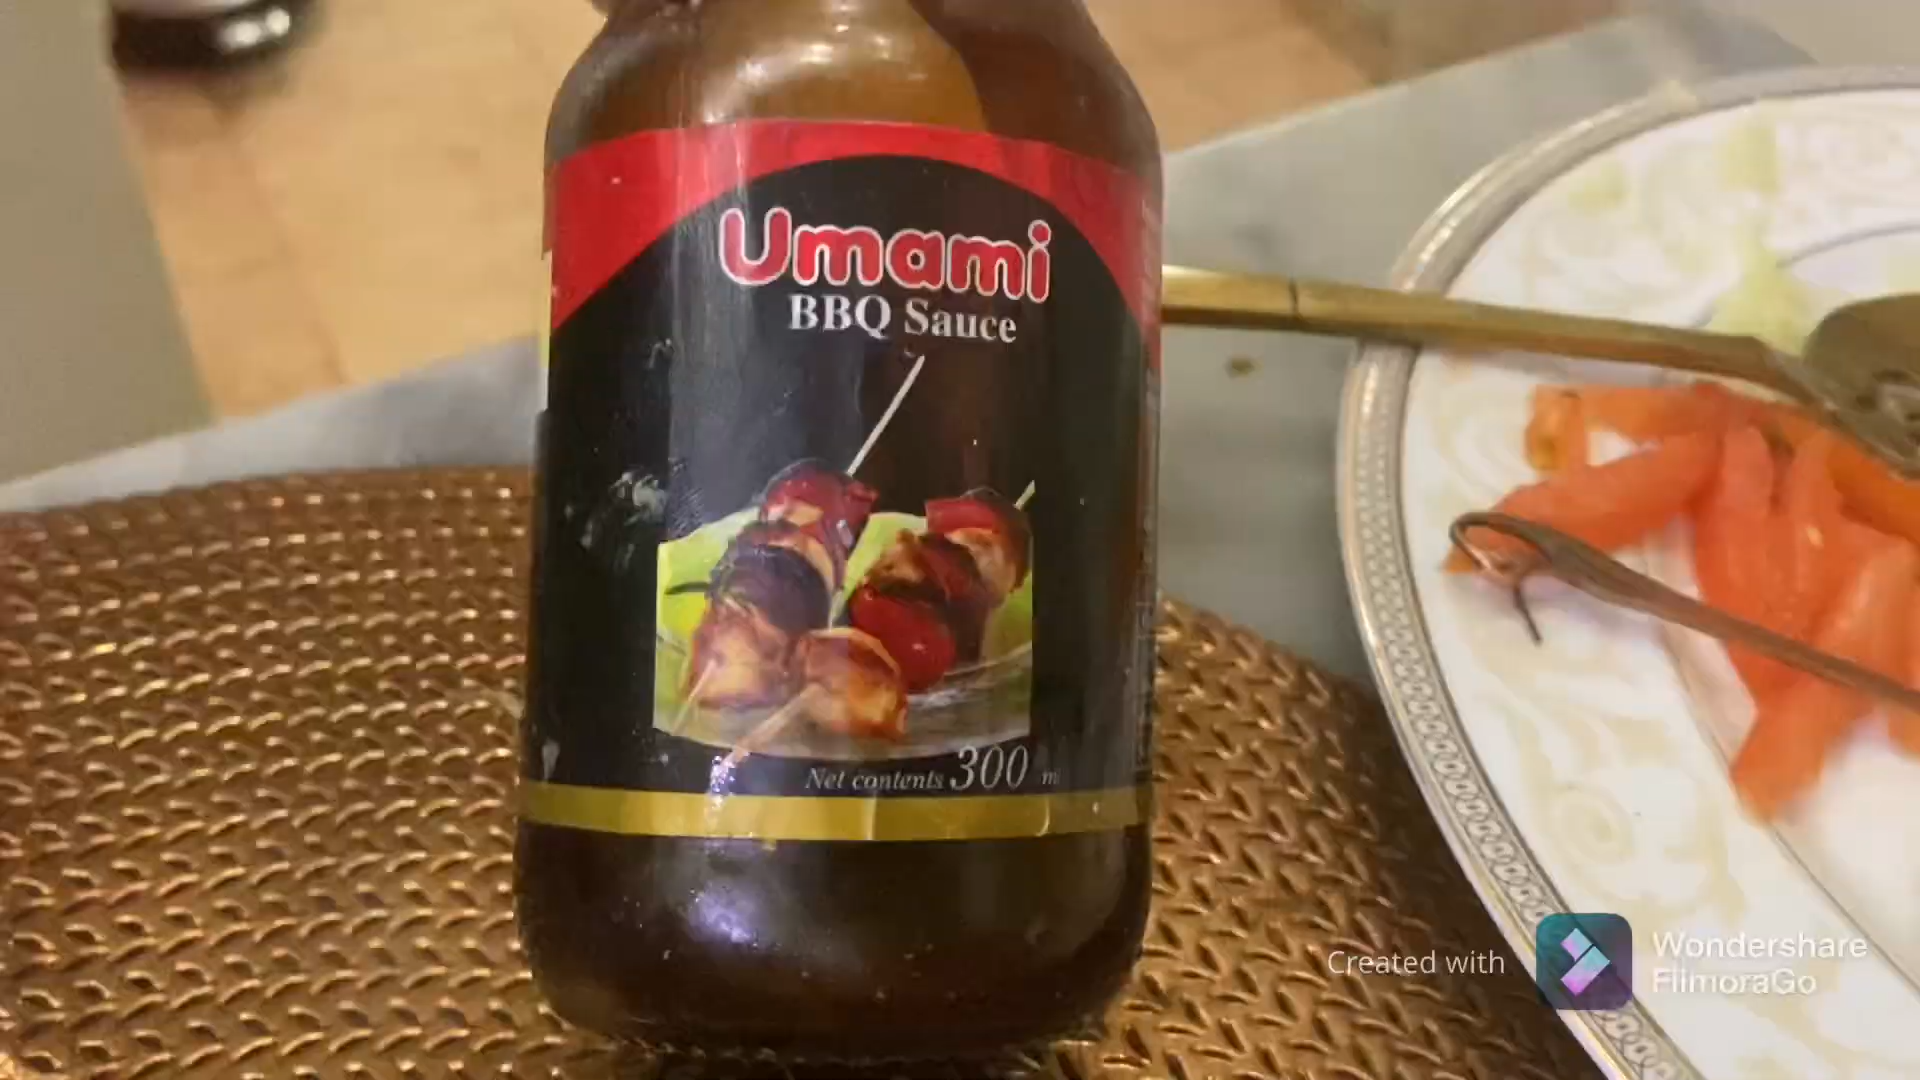 Umami
BBQ Sauce
Net contents 300 m
Created with
Wondershare
FilmoraGo